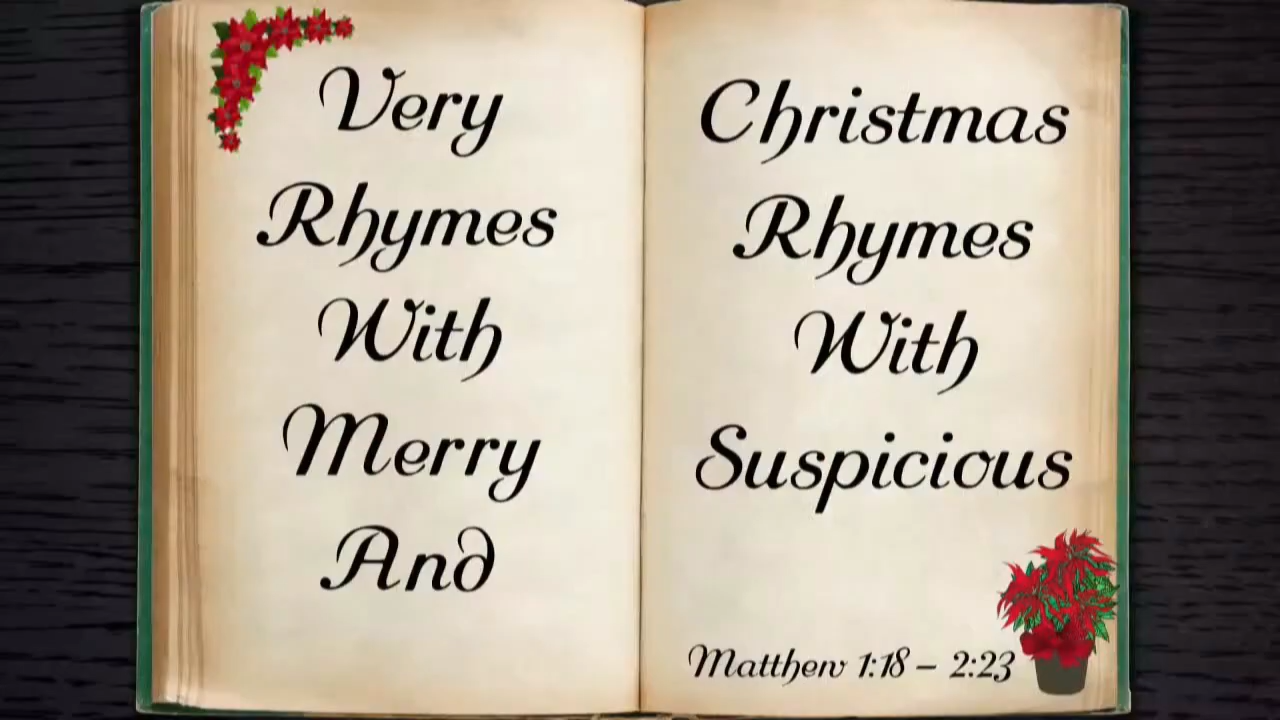 Very
Rhymes
With
Merry
And
Christmas
Rhymes
With
Suspicious
Matthew 1:18 – 2:23